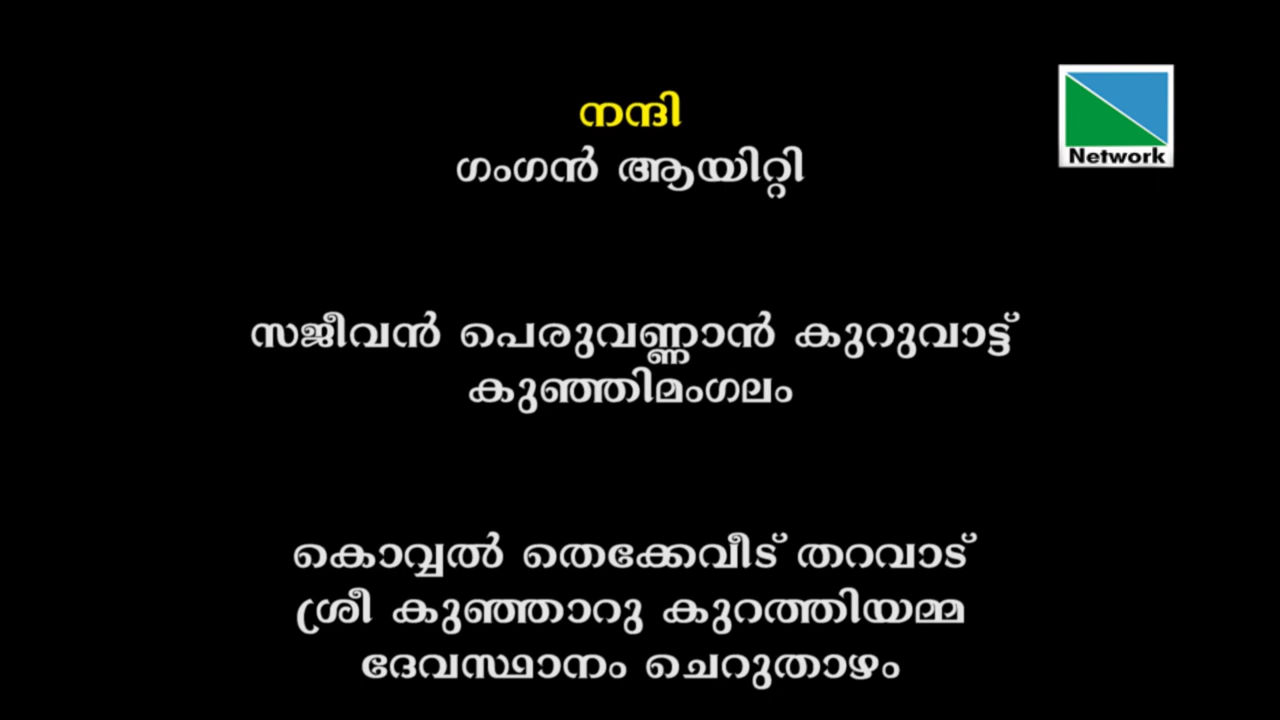 നന്ദി
ഗംഗൻ ആയിറ്റി
Network
സജീവൻ പെരുവണ്ണാൻ കുറുവാട്ട്
കുഞ്ഞിമംഗലം
കൊവ്വൽ തെക്കേവീട് തറവാട്
ശ്രീ കുഞ്ഞാറു കുറത്തിയമ്മ
ദേവസ്ഥാനം ചെറുതാഴം